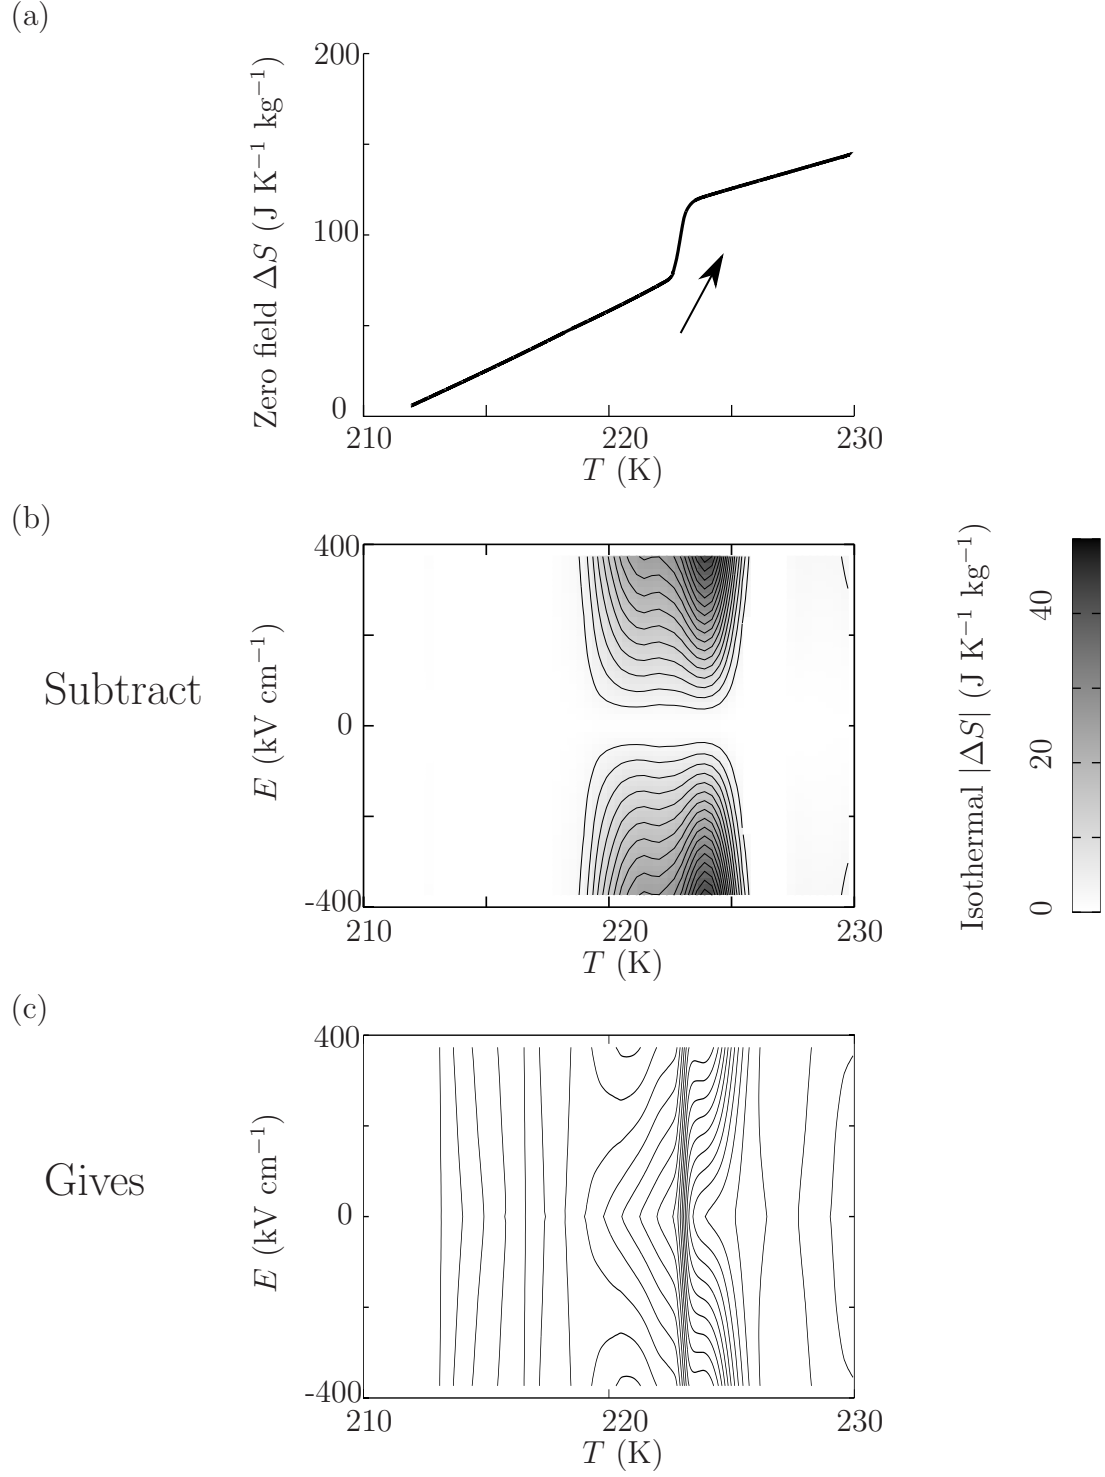 (a)
Zero field ΔS (J K⁻¹ kg⁻¹)
200
100
0
210 220 230
T (K)
(b)
Subtract
E (kV cm⁻¹)
400
0
-400
210 220 230
T (K)
Isothermal |ΔS| (J K⁻¹ kg⁻¹)
40
20
0
(c)
Gives
E (kV cm⁻¹)
400
0
-400
210 220 230
T (K)